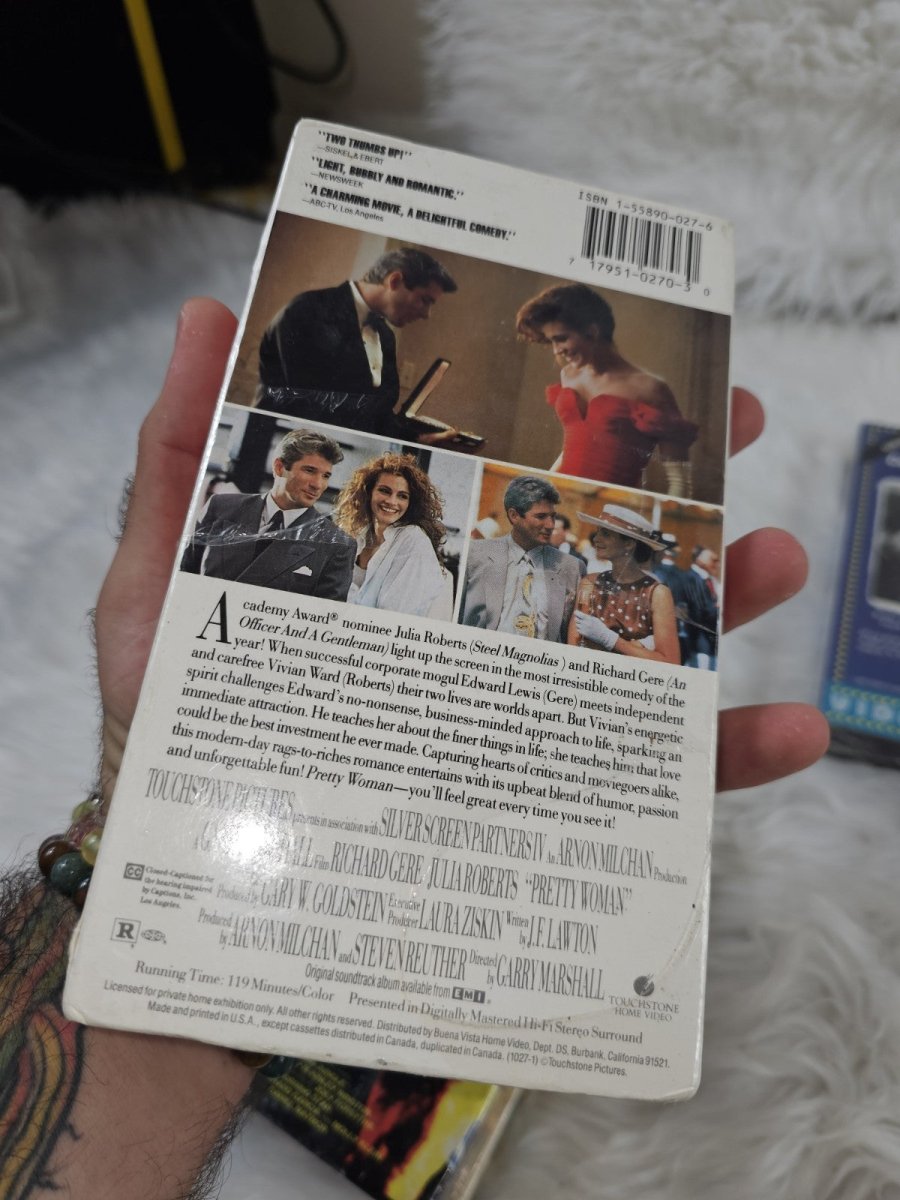 "TWO THUMBS UP!"
—SISKEL & EBERT
"LIGHT, BUBBLY AND ROMANTIC."
—NEWSWEEK
"A CHARMING MOVIE, A DELIGHTFUL COMEDY."
—ABC-TV, Los Angeles
ISBN 1-55890-027-6
7 17951-0270-3 0
Academy Award® nominee Julia Roberts (Steel Magnolias) and Richard Gere (An
Officer And A Gentleman) light up the screen in the most irresistible comedy of the
year! When successful corporate mogul Edward Lewis (Gere) meets independent
and carefree Vivian Ward (Roberts) their two lives are worlds apart. But Vivian's energetic
spirit challenges Edward's no-nonsense, business-minded approach to life, sparking an
immediate attraction. He teaches her about the finer things in life; she teaches him that love
could be the best investment he ever made. Capturing hearts of critics and moviegoers alike,
this modern-day rags-to-riches romance entertains with its upbeat blend of humor, passion
and unforgettable fun! Pretty Woman—you'll feel great every time you see it!
TOUCHSTONE PICTURES presents in association with SILVER SCREEN PARTNERS IV An ARNON MILCHAN Production
Film RICHARD GERE JULIA ROBERTS "PRETTY WOMAN"
Produced by GARY W. GOLDSTEIN Executive Producer LAURA ZISKIN Written by J.F. LAWTON
Produced by ARNON MILCHAN and STEVEN REUTHER Directed by GARRY MARSHALL
Original soundtrack album available from EMI.
CC Closed-Captioned for
the hearing impaired
by Captions, Inc.
Los Angeles.
R
Running Time: 119 Minutes/Color Presented in Digitally Mastered Hi-Fi Stereo Surround
TOUCHSTONE
HOME VIDEO
Licensed for private home exhibition only. All other rights reserved. Distributed by Buena Vista Home Video, Dept. DS, Burbank, California 91521.
Made and printed in U.S.A., except cassettes distributed in Canada, duplicated in Canada. (1027-1) ©Touchstone Pictures.